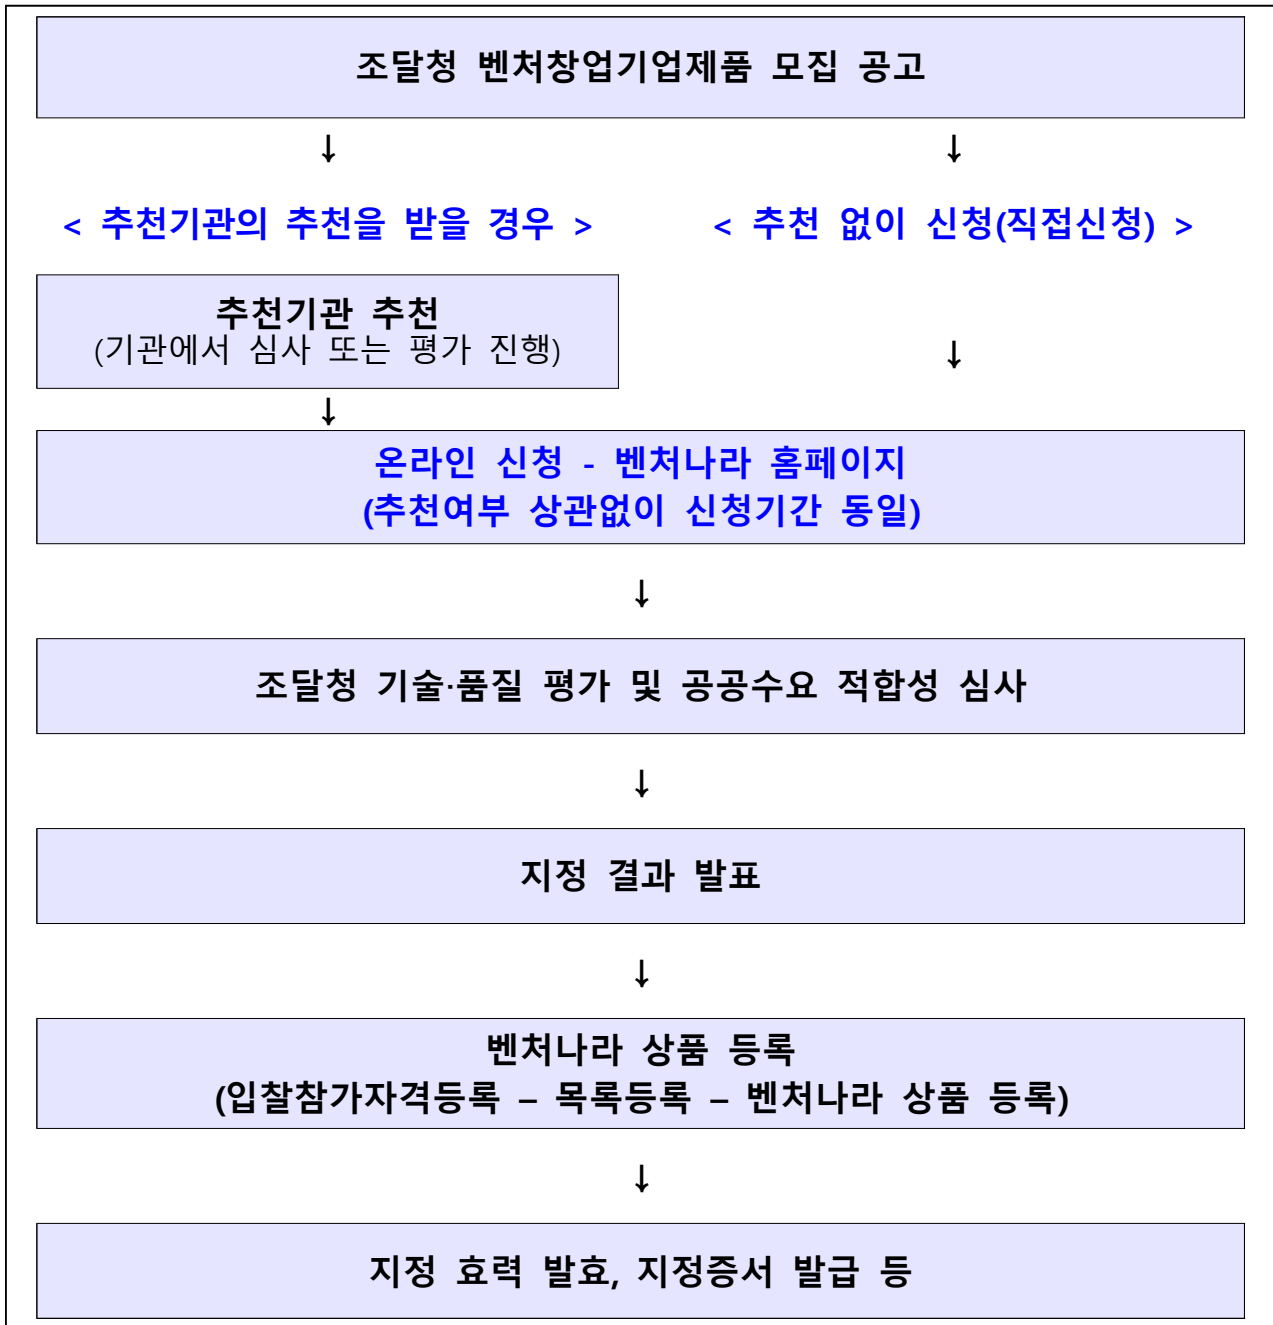 조달청 벤처창업기업제품 모집 공고
↓ ↓
< 추천기관의 추천을 받을 경우 > < 추천 없이 신청(직접신청) >
추천기관 추천
(기관에서 심사 또는 평가 진행)
↓
↓
온라인 신청 - 벤처나라 홈페이지
(추천여부 상관없이 신청기간 동일)
↓
조달청 기술·품질 평가 및 공공수요 적합성 심사
↓
지정 결과 발표
↓
벤처나라 상품 등록
(입찰참가자격등록 – 목록등록 – 벤처나라 상품 등록)
↓
지정 효력 발효, 지정증서 발급 등